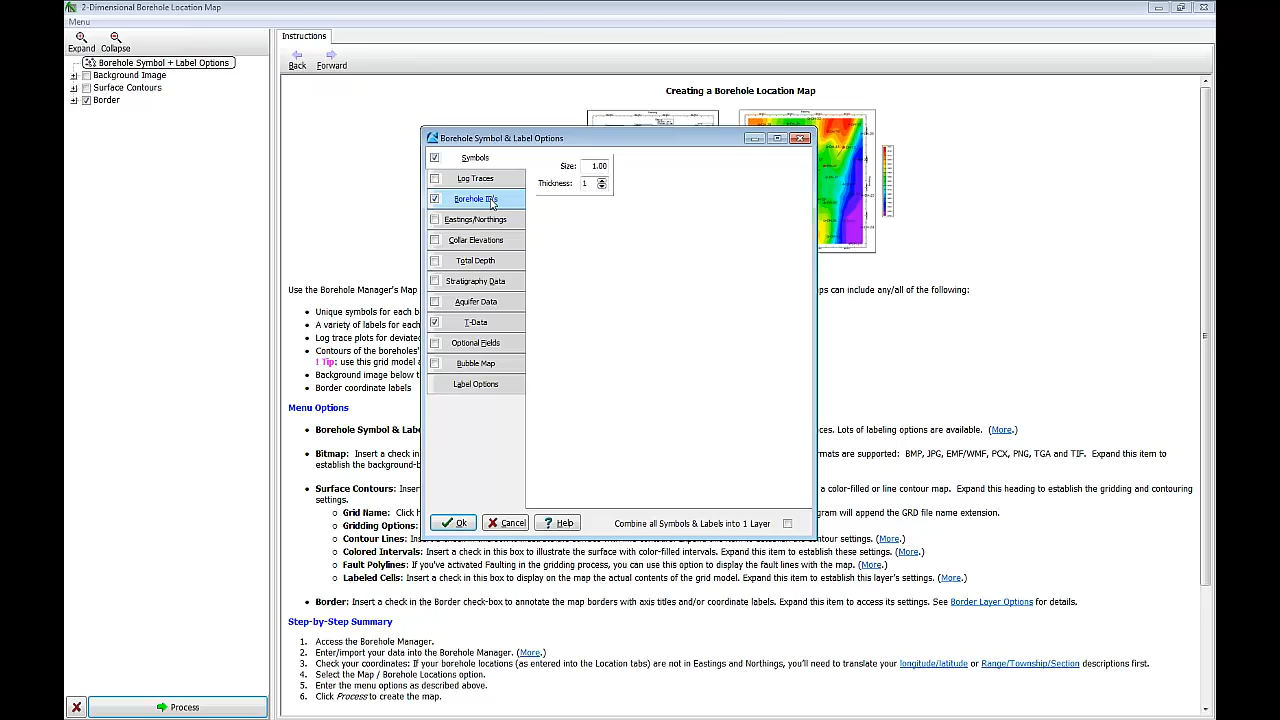 2-Dimensional Borehole Location Map
Menu
Expand
Collapse
Borehole Symbol + Label Options
Background Image
Surface Contours
Border
Process
Instructions
Back
Forward
Creating a Borehole Location Map
Use the Borehole Manager's Map
ps can include any/all of the following:
Unique symbols for each b
A variety of labels for each
Log trace plots for deviated
Contours of the boreholes'
! Tip: use this grid model a
Background image below t
Border coordinate labels
Menu Options
Borehole Symbol & Labe
ces. Lots of labeling options are available. (More.)
Bitmap: Insert a check in
rmats are supported: BMP, JPG, EMF/WMF, PCX, PNG, TGA and TIF. Expand this item to
establish the background-b
Surface Contours: Inser
a color-filled or line contour map. Expand this heading to establish the gridding and contouring
settings.
Grid Name: Click h
gram will append the GRD file name extension.
Gridding Options:
Contour Lines:
ontour settings. (More.)
Colored Intervals: Insert a check in this box to illustrate the surface with color-filled intervals. Expand this item to establish these settings. (More.)
Fault Polylines: If you've activated Faulting in the gridding process, you can use this option to display the fault lines with the map. (More.)
Labeled Cells: Insert a check in this box to display on the map the actual contents of the grid model. Expand this item to establish this layer's settings. (More.)
Border: Insert a check in the Border check-box to annotate the map borders with axis titles and/or coordinate labels. Expand this item to access its settings. See Border Layer Options for details.
Step-by-Step Summary
1. Access the Borehole Manager.
2. Enter/import your data into the Borehole Manager. (More.)
3. Check your coordinates: If your borehole locations (as entered into the Location tabs) are not in Eastings and Northings, you'll need to translate your longitude/latitude or Range/Township/Section descriptions first.
4. Select the Map / Borehole Locations option.
5. Enter the menu options as described above.
6. Click Process to create the map.
Borehole Symbol & Label Options
Symbols
Log Traces
Borehole ID's
Eastings/Northings
Collar Elevations
Total Depth
Stratigraphy Data
Aquifer Data
T-Data
Optional Fields
Bubble Map
Label Options
Size: 1.00
Thickness: 1
Ok
Cancel
? Help
Combine all Symbols & Labels into 1 Layer